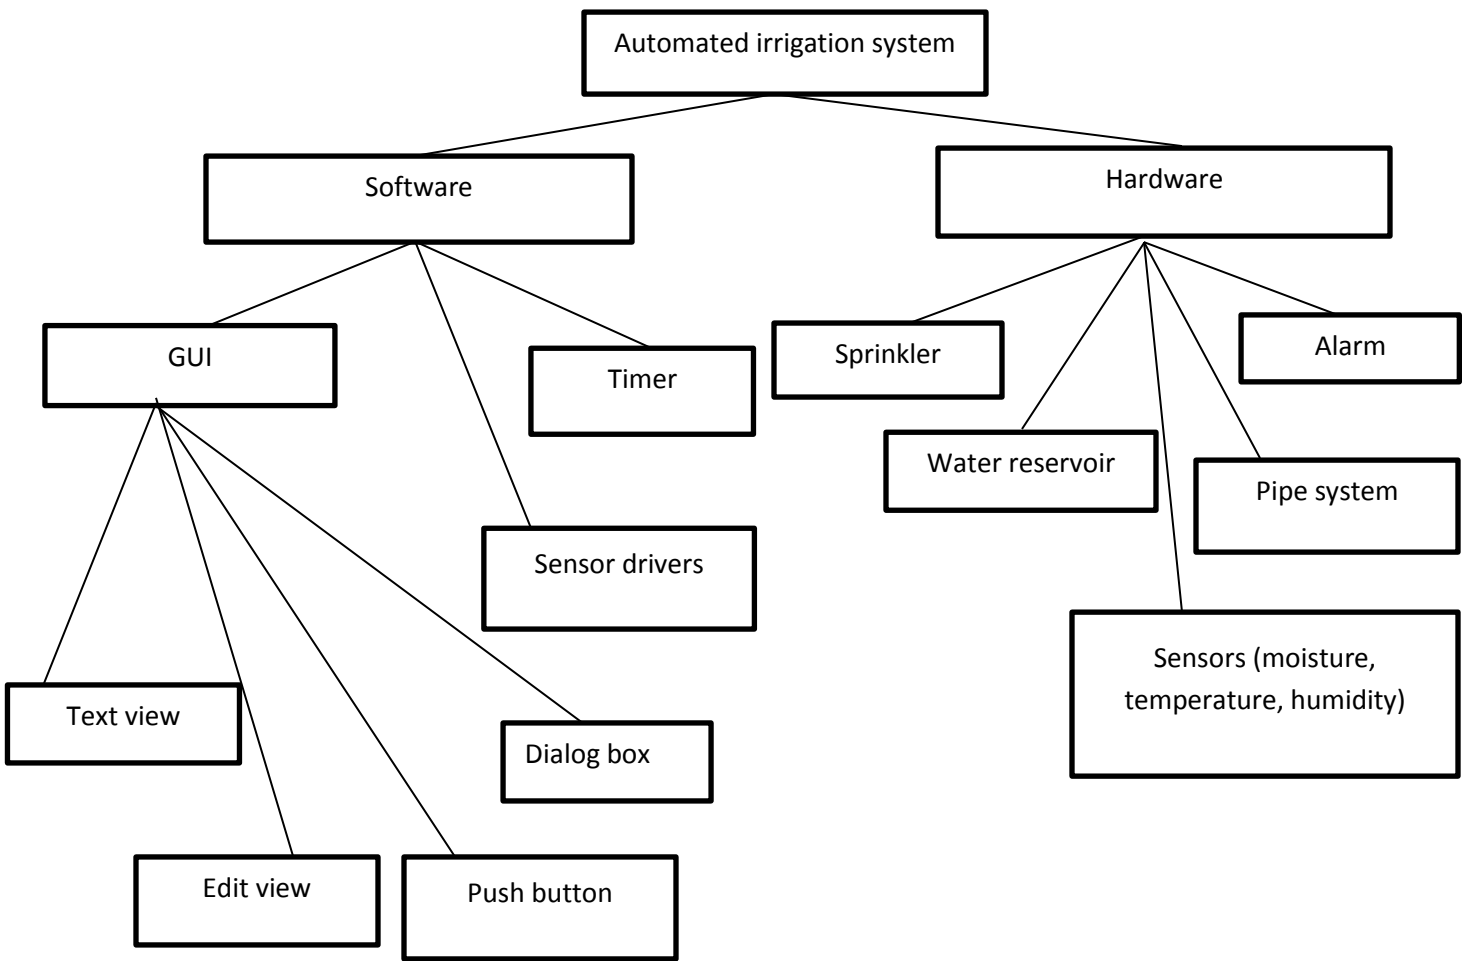 Automated irrigation system
Software
Hardware
GUI
Timer
Sprinkler
Alarm
Water reservoir
Pipe system
Sensor drivers
Sensors (moisture,
temperature, humidity)
Text view
Dialog box
Edit view
Push button